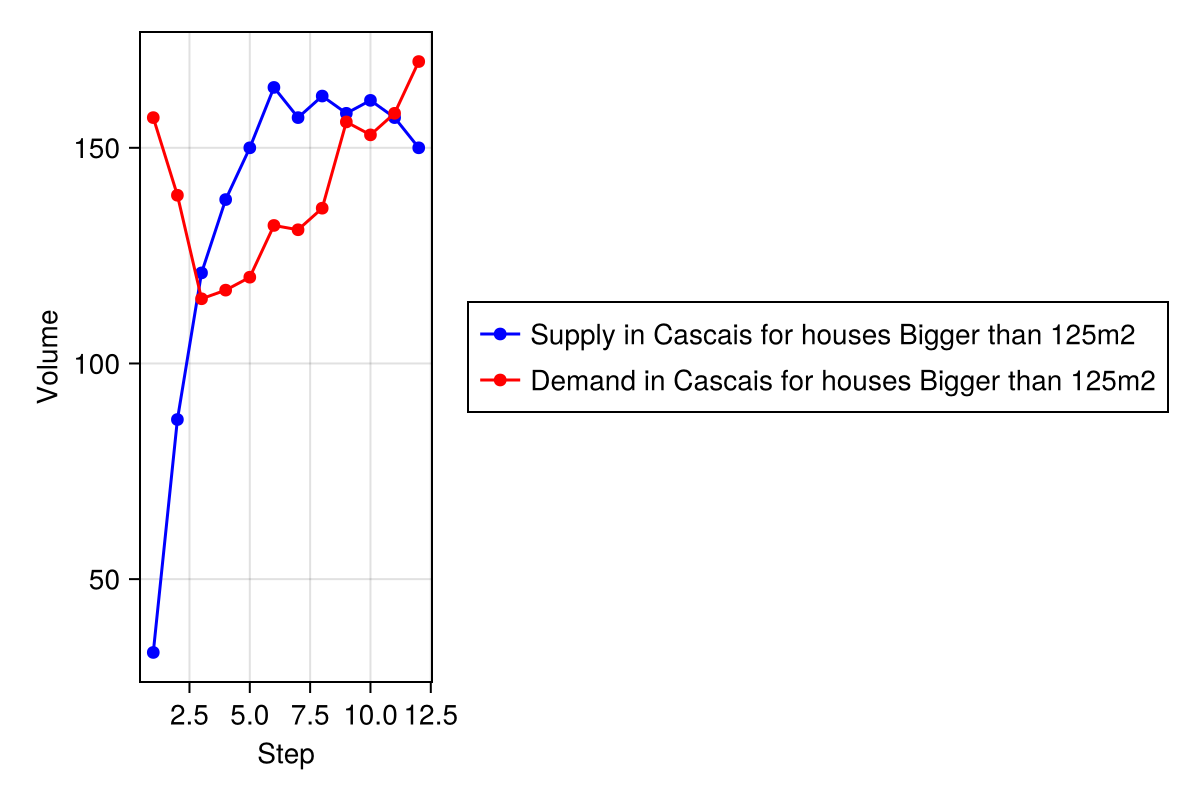 150
100
50
Volume
2.5 5.0 7.5 10.0 12.5
Step
Supply in Cascais for houses Bigger than 125m2
Demand in Cascais for houses Bigger than 125m2